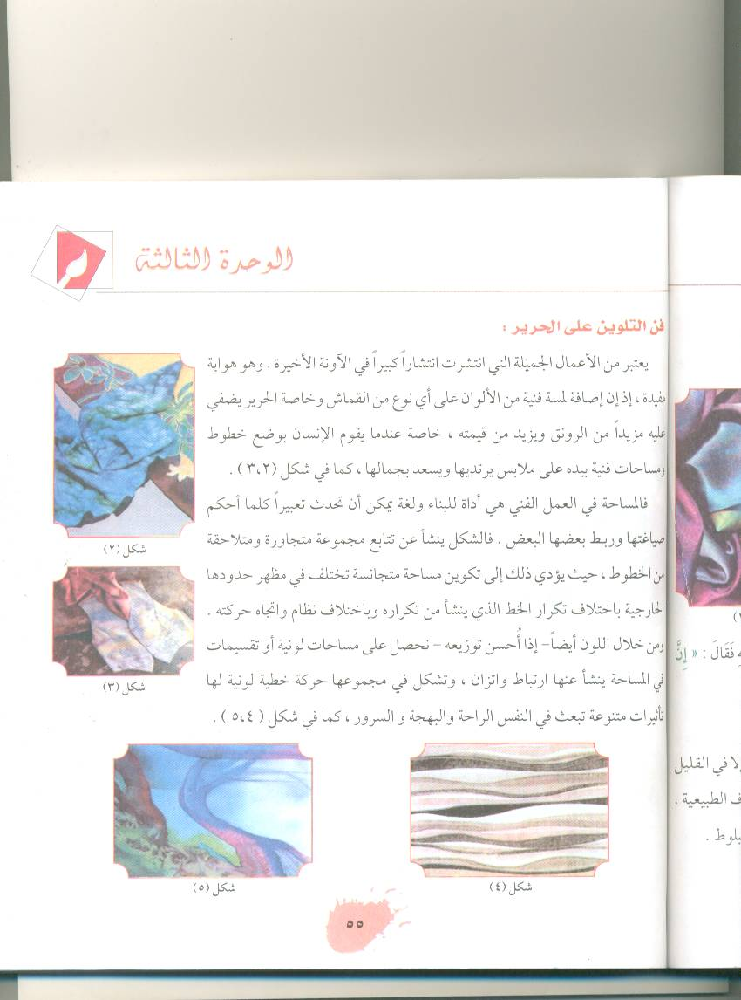 الوحدة الثالثة
فن التلوين على الحرير :
يعتبر من الأعمال الجميلة التي انتشرت انتشاراً كبيراً في الآونة الأخيرة . وهو هواية
مفيدة ، إذ إن إضافة لمسة فنية من الألوان على أي نوع من القماش وخاصة الحرير يضفي
عليه مزيداً من الرونق ويزيد من قيمته ، خاصة عندما يقوم الإنسان بوضع خطوط
ومساحات فنية بيده على ملابس يرتديها ويسعد بجمالها ، كما في شكل (٣،٢) .
فالمساحة في العمل الفني هي أداة للبناء ولغة يمكن أن تحدث تعبيراً كلما أحكم
صياغتها وربط بعضها البعض . فالشكل ينشأ عن تتابع مجموعة متجاورة ومتلاحقة
من الخطوط ، حيث يؤدي ذلك إلى تكوين مساحة متجانسة تختلف في مظهر حدودها
الخارجية باختلاف تكرار الخط الذي ينشأ من تكراره وباختلاف نظام واتجاه حركته .
ومن خلال اللون أيضاً– إذا أُحسن توزيعه – نحصل على مساحات لونية أو تقسيمات
في المساحة ينشأ عنها ارتباط واتزان ، وتشكل في مجموعها حركة خطية لونية لها
تأثيرات متنوعة تبعث في النفس الراحة والبهجة و السرور ، كما في شكل ( ٥،٤ ) .
شكل (٢)
شكل (٣)
شكل (٤)
شكل (٥)
٥٥
فَقَالَ : « إِنَّ
في القليل
الطبيعية .